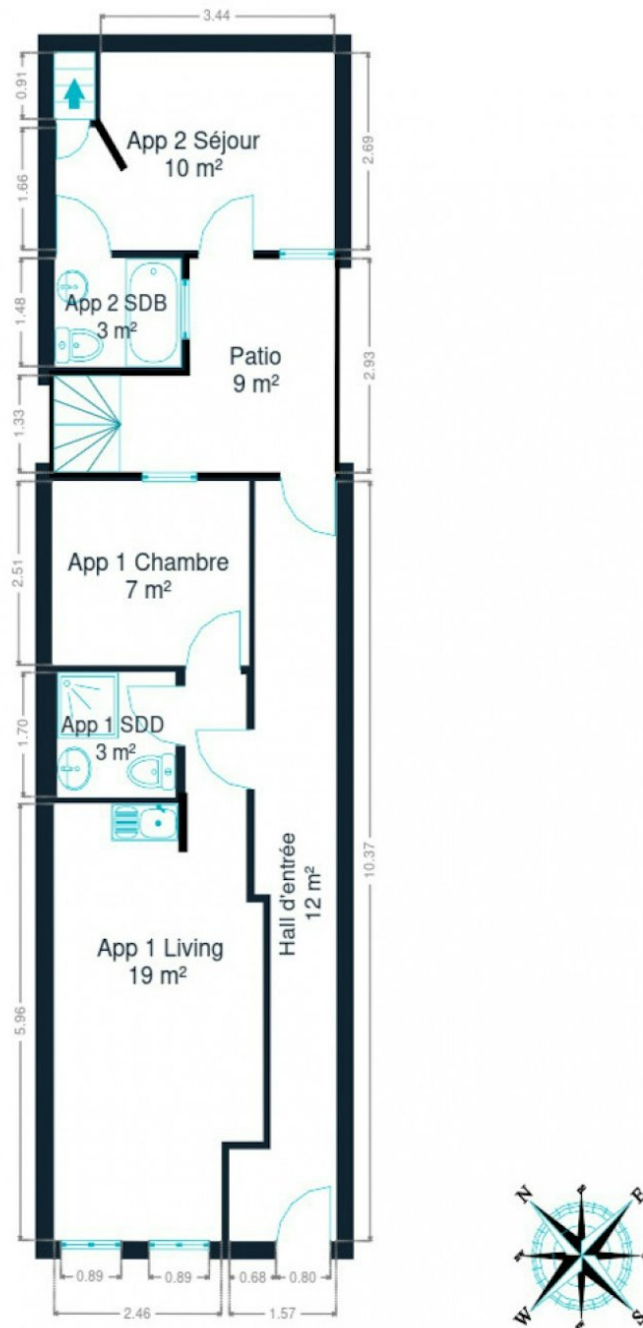 3.44
0.91
App 2 Séjour
10 m²
2.69
1.66
1.48
App 2 SDB
3 m²
Patio
9 m²
2.93
1.33
App 1 Chambre
7 m²
2.51
1.70
App 1 SDD
3 m²
Hall d'entrée
12 m²
10.37
App 1 Living
19 m²
5.96
0.89
0.89
0.68
0.80
2.46
1.57
N
E
W
S